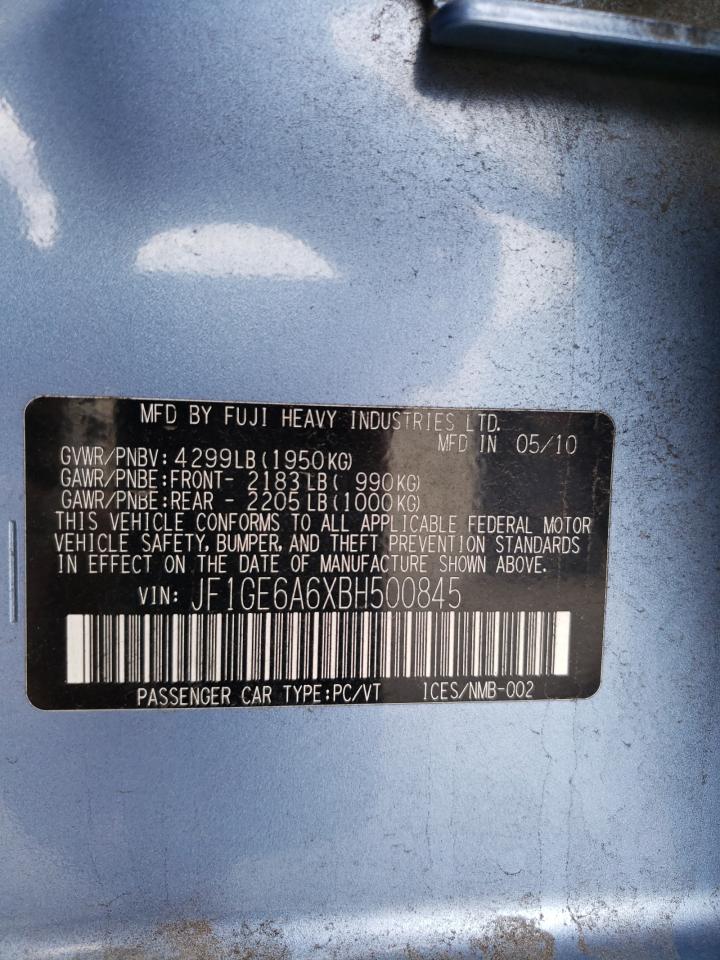 MFD BY FUJI HEAVY INDUSTRIES LTD.
MFD IN 05/10
GVWR/PNBV: 4299LB(1950KG)
GAWR/PNBE:FRONT- 2183LB( 990KG)
GAWR/PNBE:REAR - 2205LB(1000KG)
THIS VEHICLE CONFORMS TO ALL APPLICABLE FEDERAL MOTOR
VEHICLE SAFETY, BUMPER, AND THEFT PREVENTION STANDARDS
IN EFFECT ON THE DATE OF MANUFACTURE SHOWN ABOVE.
VIN: JF1GE6A6XBH500845
PASSENGER CAR TYPE:PC/VT 1CES/NMB-002